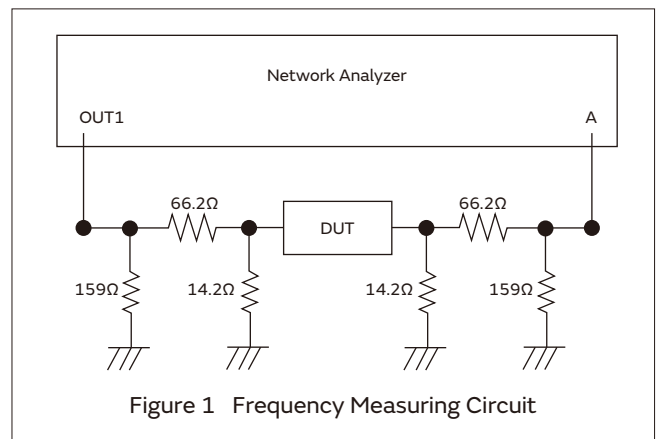 Network Analyzer
OUT1
A
66.2Ω
66.2Ω
DUT
159Ω
14.2Ω
14.2Ω
159Ω
Figure 1 Frequency Measuring Circuit